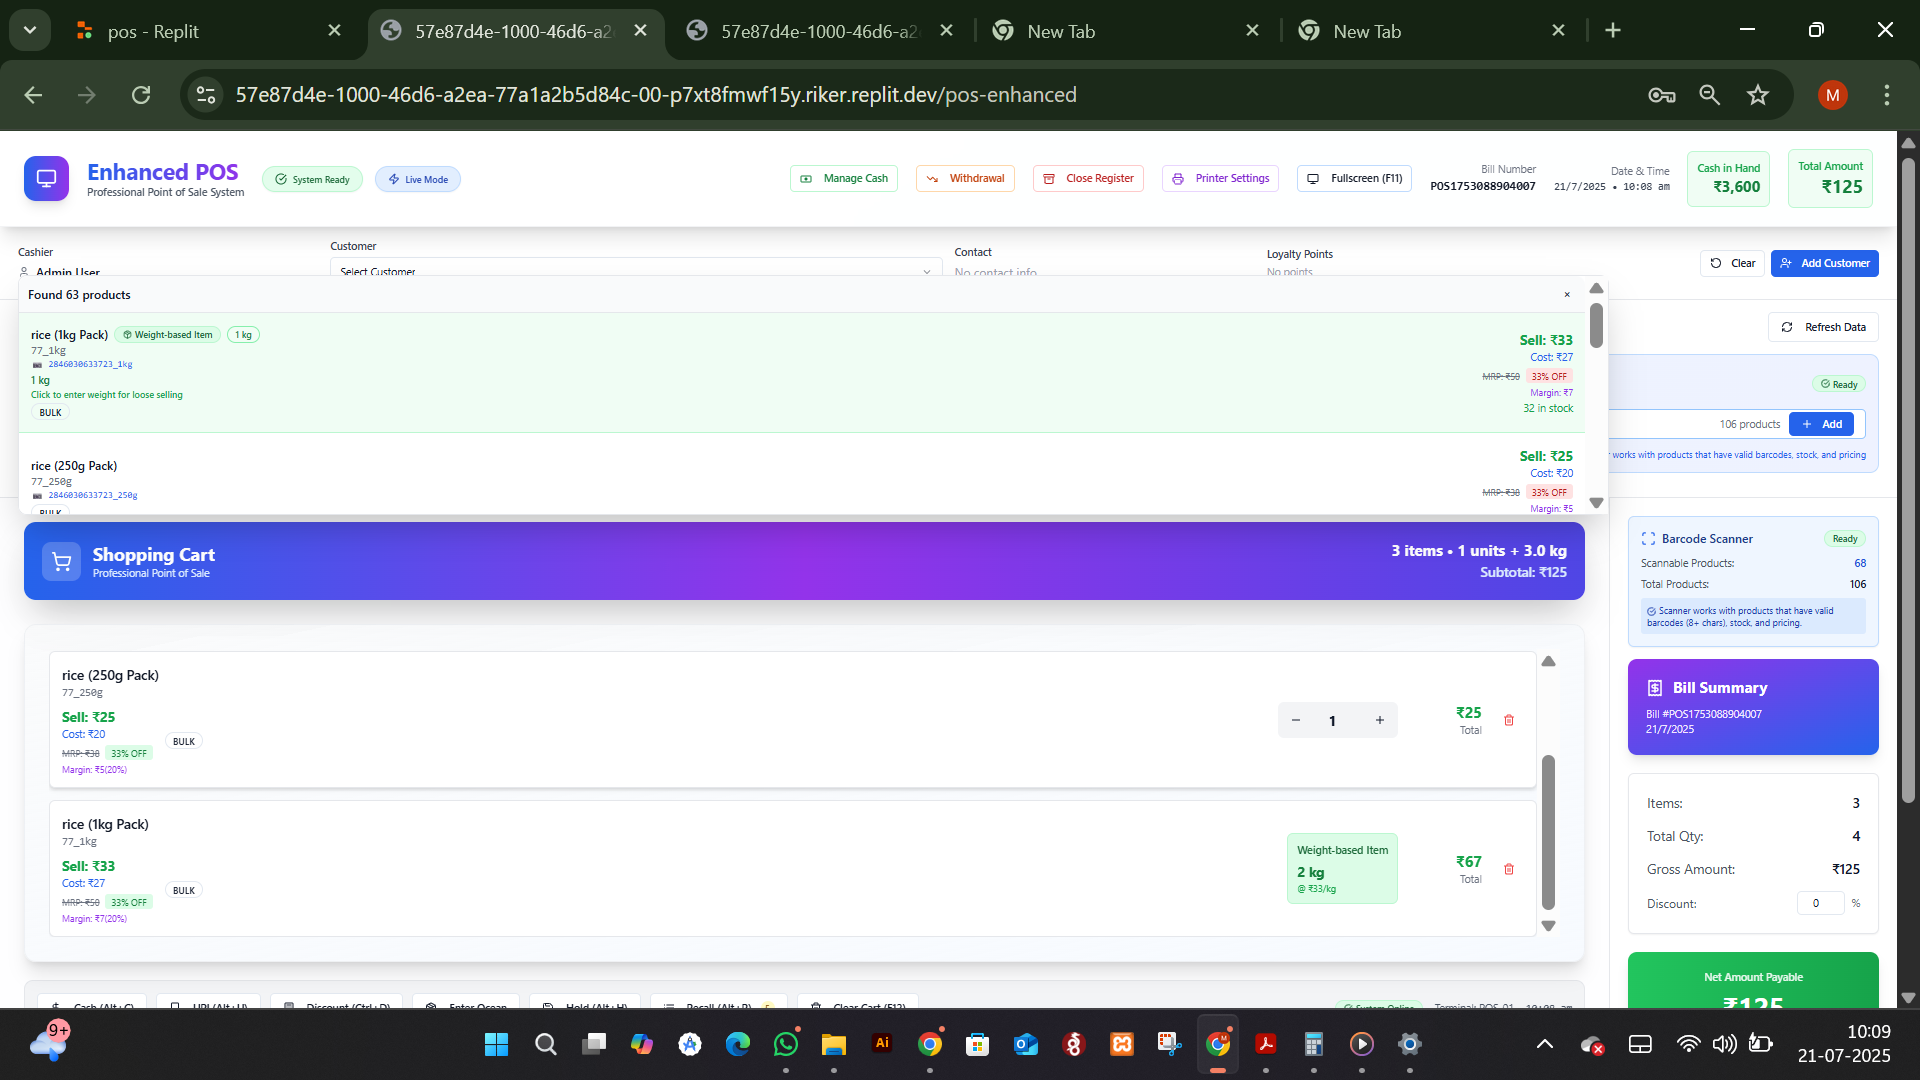 pos - Replit
57e87d4e-1000-46d6-a2
57e87d4e-1000-46d6-a2
New Tab
New Tab
57e87d4e-1000-46d6-a2ea-77a1a2b5d84c-00-p7xt8fmwf15y.riker.replit.dev/pos-enhanced
M
Enhanced POS
Professional Point of Sale System
System Ready
Live Mode
Manage Cash
Withdrawal
Close Register
Printer Settings
Fullscreen (F11)
Bill Number
POS1753088904007
Date & Time
21/7/2025 • 10:08 am
Cash in Hand
₹3,600
Total Amount
₹125
Cashier
Admin User
Customer
Select Customer
Contact
No contact info
Loyalty Points
No points
Clear
Add Customer
Found 63 products
×
rice (1kg Pack)
Weight-based Item
1 kg
77_1kg
2846030633723_1kg
1 kg
Click to enter weight for loose selling
BULK
Sell: ₹33
Cost: ₹27
MRP: ₹50
33% OFF
Margin: ₹7
32 in stock
rice (250g Pack)
77_250g
2846030633723_250g
BULK
Sell: ₹25
Cost: ₹20
MRP: ₹38
33% OFF
Margin: ₹5
Refresh Data
Ready
106 products
+ Add
works with products that have valid barcodes, stock, and pricing
Shopping Cart
Professional Point of Sale
3 items • 1 units + 3.0 kg
Subtotal: ₹125
rice (250g Pack)
77_250g
Sell: ₹25
Cost: ₹20
MRP: ₹38
33% OFF
Margin: ₹5(20%)
BULK
− 1 +
₹25
Total
rice (1kg Pack)
77_1kg
Sell: ₹33
Cost: ₹27
MRP: ₹50
33% OFF
Margin: ₹7(20%)
BULK
Weight-based Item
2 kg
@ ₹33/kg
₹67
Total
Barcode Scanner
Ready
Scannable Products: 68
Total Products: 106
Scanner works with products that have valid
barcodes (8+ chars), stock, and pricing.
Bill Summary
Bill #POS1753088904007
21/7/2025
Items: 3
Total Qty: 4
Gross Amount: ₹125
Discount: 0 %
Net Amount Payable
₹125
Cash (Alt+C)
UPI (Alt+U)
Discount (Ctrl+D)
Enter Ocean
Hold (Alt+H)
Recall (Alt+R)
Clear Cart (F12)
System Online
Terminal: POS-01
10:08 am
9+
Ai
10:09
21-07-2025